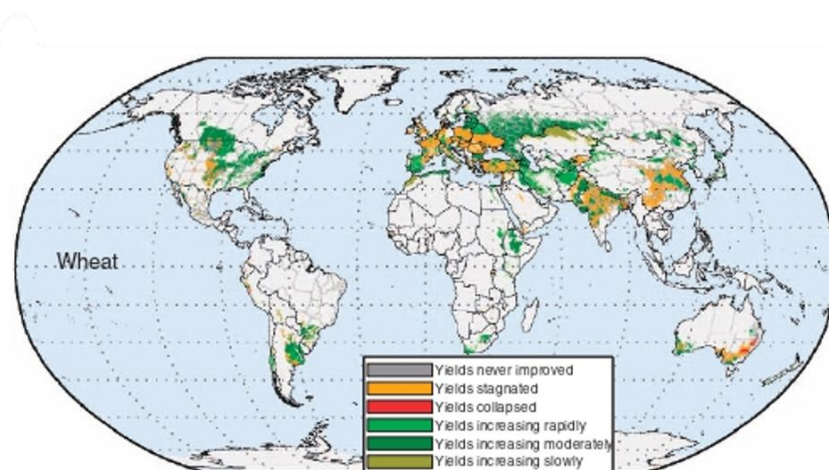 Wheat
Yields never improved
Yields stagnated
Yields collapsed
Yields increasing rapidly
Yields increasing moderately
Yields increasing slowly